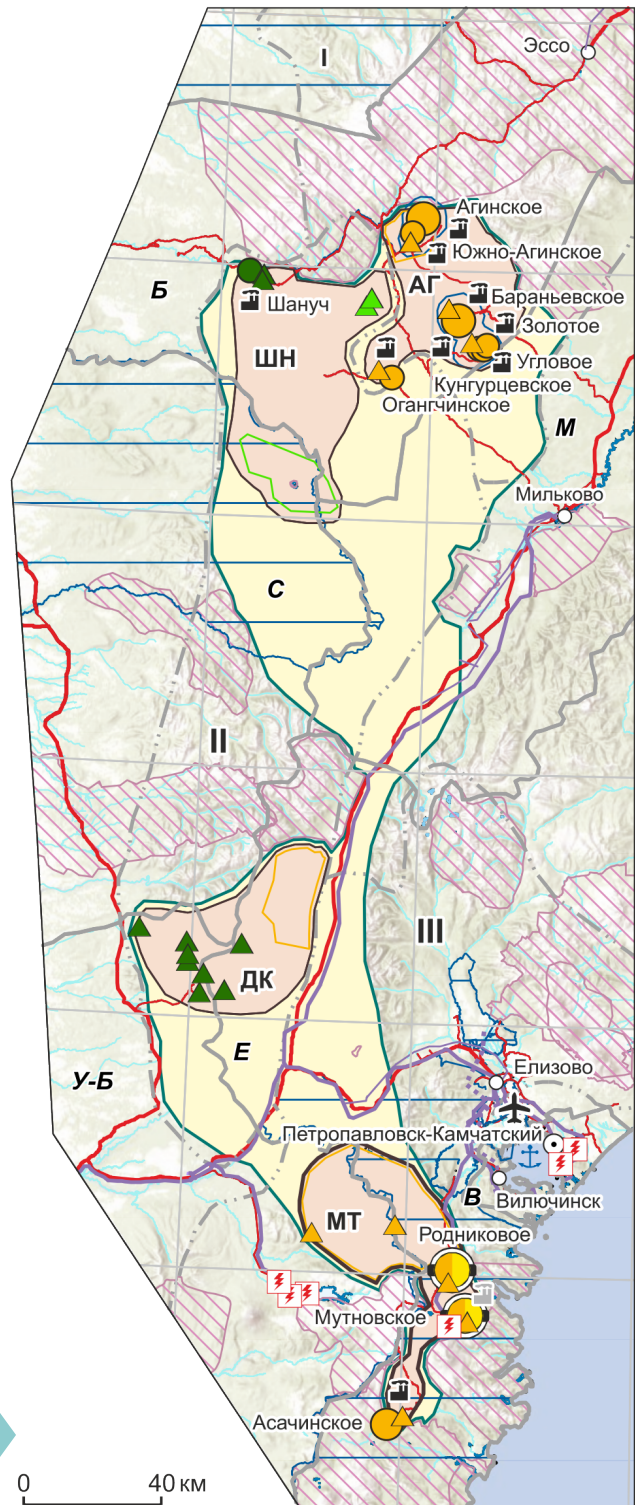 I
Эссо
Агинское
Южно-Агинское
АГ
Б
Шануч
Бараньевское
Золотое
ШН
Угловое
Кунгурцевское
Огангчинское
М
Мильково
С
II
III
ДК
Е
Елизово
У-Б
Петропавловск-Камчатский
В
Вилючинск
МТ
Родниковое
Мутновское
Асачинское
0 40 км